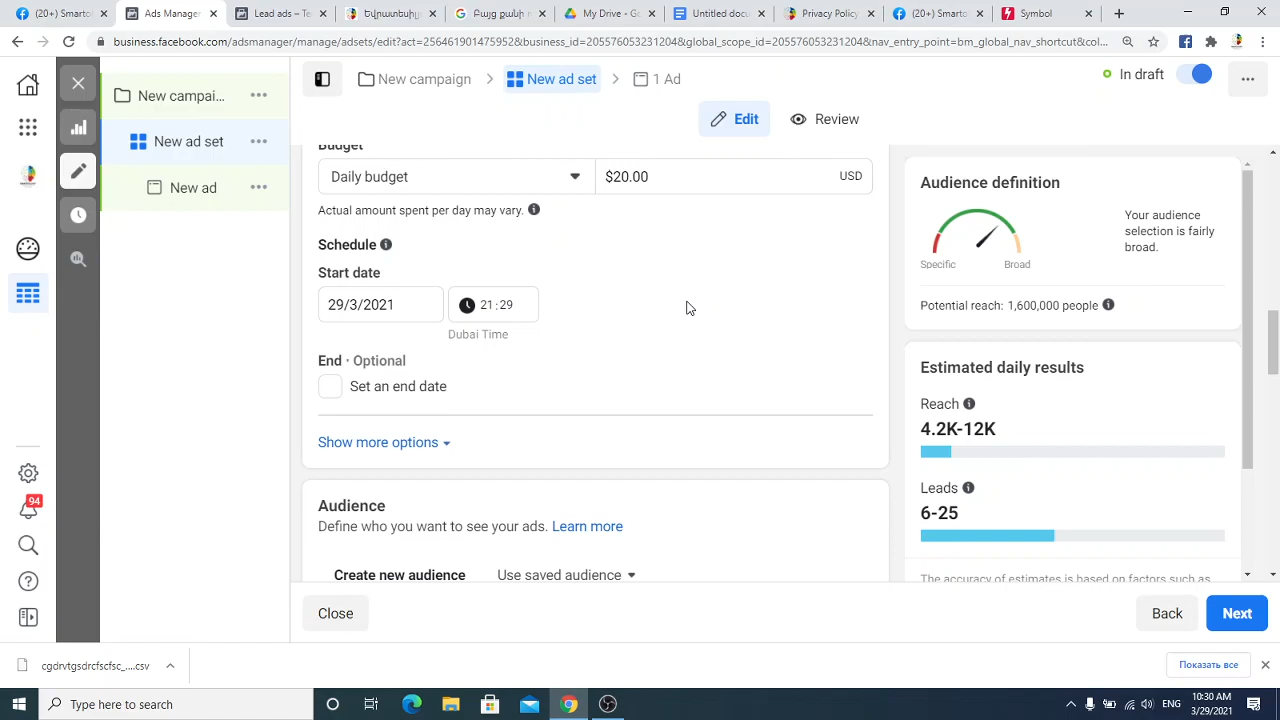 (20+) Smarto
Ads Manager
Lead ads - Te
Երևանտանի
Բացց քալփ
My Drive - G
Untitled docu
Privacy Policy
(20+) Smarto
Symbol
business.facebook.com/adsmanager/manage/adsets/edit?act=256461901475952&business_id=205576053231204&global_scope_id=205576053231204&nav_entry_point=bm_global_nav_shortcut&col...
New campai...
New ad set
New ad
New campaign
New ad set
1 Ad
In draft
Edit
Review
Budget
Daily budget
$20.00
USD
Actual amount spent per day may vary.
Schedule
Start date
29/3/2021
21:29
Dubai Time
End · Optional
Set an end date
Show more options
Audience
Define who you want to see your ads. Learn more
Create new audience
Use saved audience
Audience definition
Specific
Broad
Your audience
selection is fairly
broad.
Potential reach: 1,600,000 people
Estimated daily results
Reach
4.2K-12K
Leads
6-25
The accuracy of estimates is based on factors such as
94
Close
Back
Next
cgdrvtgsdrcfscfsc_....csv
Показать все
Type here to search
ENG
10:30 AM
3/29/2021